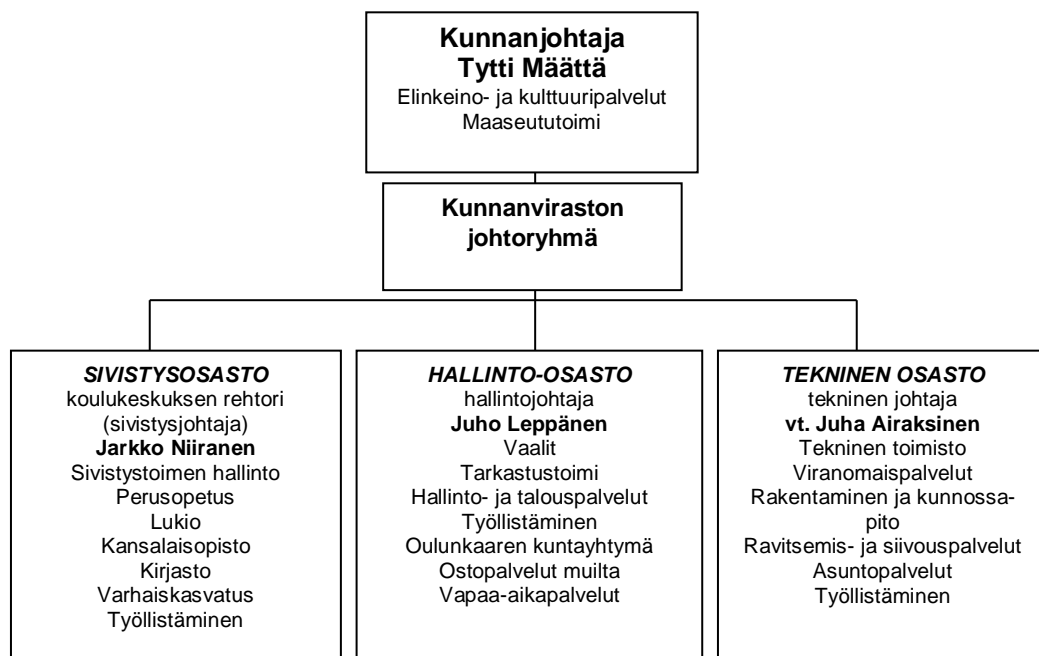 Kunnanjohtaja
Tytti Määttä
Elinkeino- ja kulttuuripalvelut
Maaseututoimi
Kunnanviraston
johtoryhmä
SIVISTYSOSASTO
koulukeskuksen rehtori
(sivistysjohtaja)
Jarkko Niiranen
Sivistystoimen hallinto
Perusopetus
Lukio
Kansalaisopisto
Kirjasto
Varhaiskasvatus
Työllistäminen
HALLINTO-OSASTO
hallintojohtaja
Juho Leppänen
Vaalit
Tarkastustoimi
Hallinto- ja talouspalvelut
Työllistäminen
Oulunkaaren kuntayhtymä
Ostopalvelut muilta
Vapaa-aikapalvelut
TEKNINEN OSASTO
tekninen johtaja
vt. Juha Airaksinen
Tekninen toimisto
Viranomaispalvelut
Rakentaminen ja kunnossa-
pito
Ravitsemis- ja siivouspalvelut
Asuntopalvelut
Työllistäminen